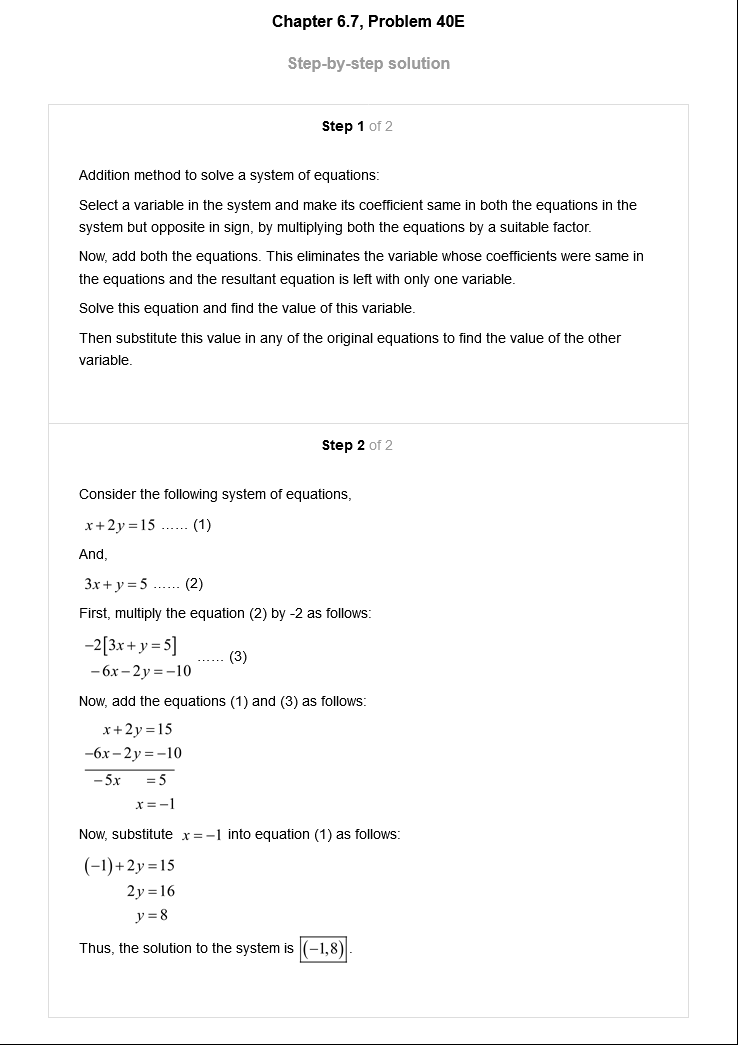 Chapter 6.7, Problem 40E
Step-by-step solution
Step 1 of 2
Addition method to solve a system of equations:
Select a variable in the system and make its coefficient same in both the equations in the
system but opposite in sign, by multiplying both the equations by a suitable factor.
Now, add both the equations. This eliminates the variable whose coefficients were same in
the equations and the resultant equation is left with only one variable.
Solve this equation and find the value of this variable.
Then substitute this value in any of the original equations to find the value of the other
variable.
Step 2 of 2
Consider the following system of equations,
x+2y=15 ...... (1)
And,
3x+y=5 ...... (2)
First, multiply the equation (2) by -2 as follows:
−2[3x+y=5]
...... (3)
−6x−2y=−10
Now, add the equations (1) and (3) as follows:
x+2y=15
−6x−2y=−10
−5x =5
x=−1
Now, substitute x=−1 into equation (1) as follows:
(−1)+2y=15
2y=16
y=8
Thus, the solution to the system is (−1,8).